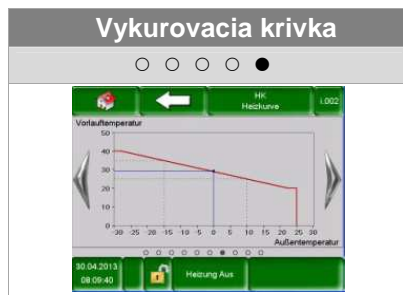 Vykurovacia krivka
HK
Heizkurve
i.002
Vorlauftemperatur
50
40
30
20
10
0
-30 -25 -20 -15 -10 -5 0 5 10 15 20 25 30
Außentemperatur
30.04.2013
08:09:40
Heizung Aus